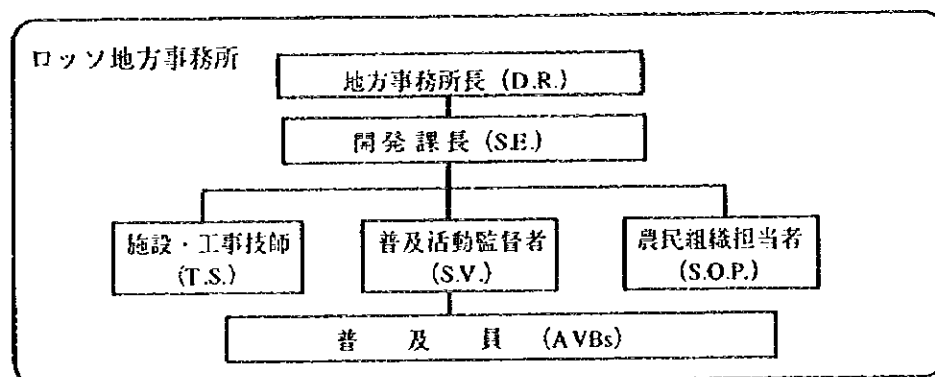 ロッソ地方事務所
地方事務所長 (D.R.)
開発課長 (S.E.)
施設・工事技師
(T.S.)
普及活動監督者
(S.V.)
農民組織担当者
(S.O.P.)
普及員 (AVBs)